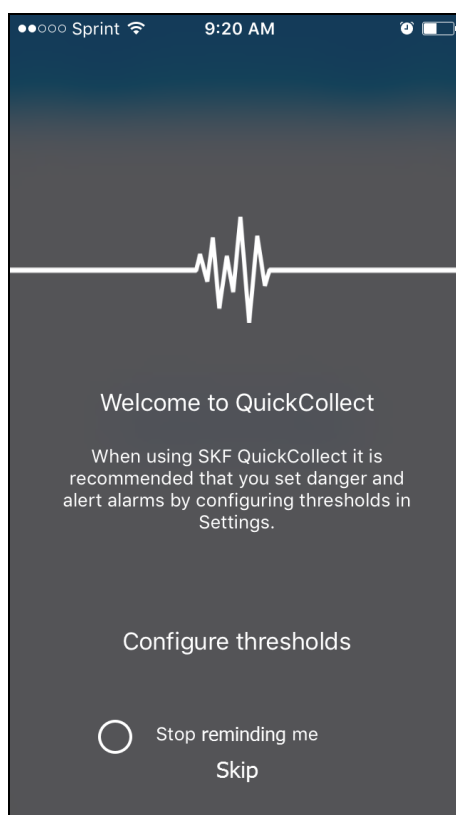 Sprint 9:20 AM
Welcome to QuickCollect
When using SKF QuickCollect it is
recommended that you set danger and
alert alarms by configuring thresholds in
Settings.
Configure thresholds
Stop reminding me
Skip